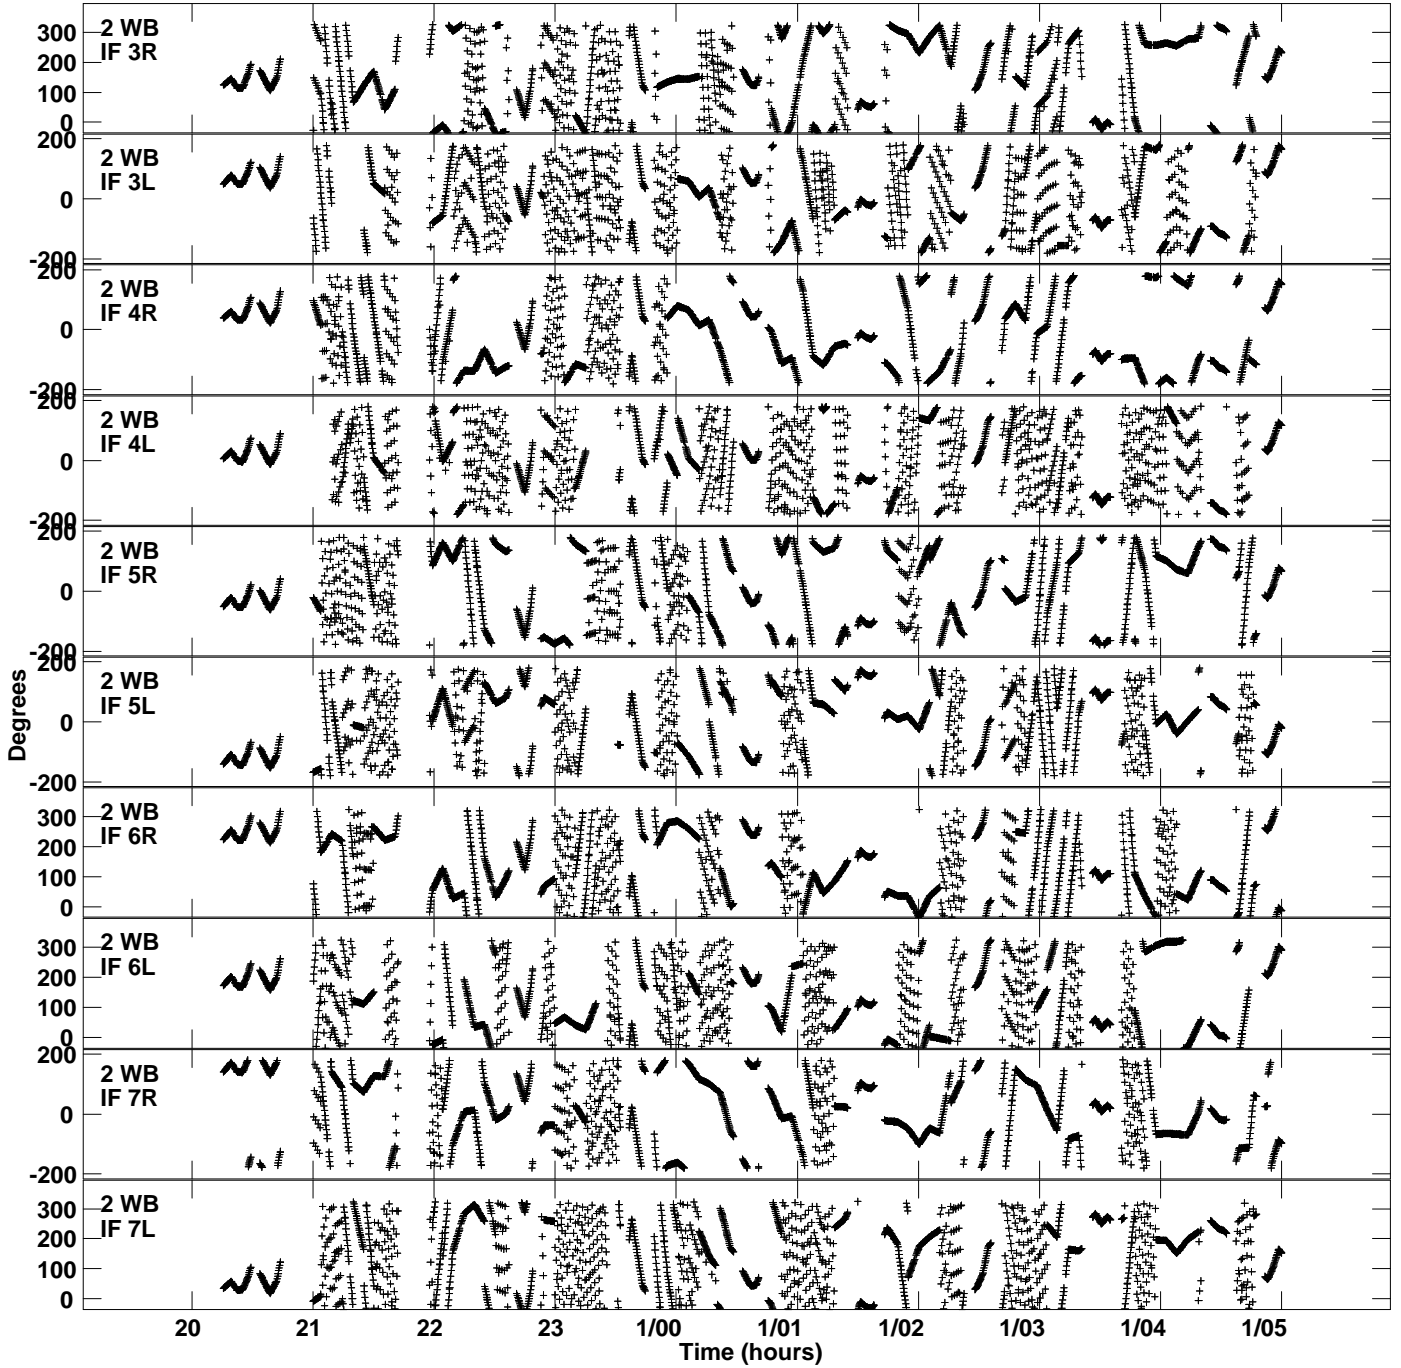 2 WB
IF 3R
300
200
100
0
2 WB
IF 3L
200
0
-200
2 WB
IF 4R
200
0
-200
2 WB
IF 4L
200
0
-200
2 WB
IF 5R
200
0
-200
2 WB
IF 5L
200
0
-200
2 WB
IF 6R
300
200
100
0
2 WB
IF 6L
300
200
100
0
2 WB
IF 7R
200
0
-200
2 WB
IF 7L
300
200
100
0
Degrees
20 21 22 23 1/00 1/01 1/02 1/03 1/04 1/05
Time (hours)